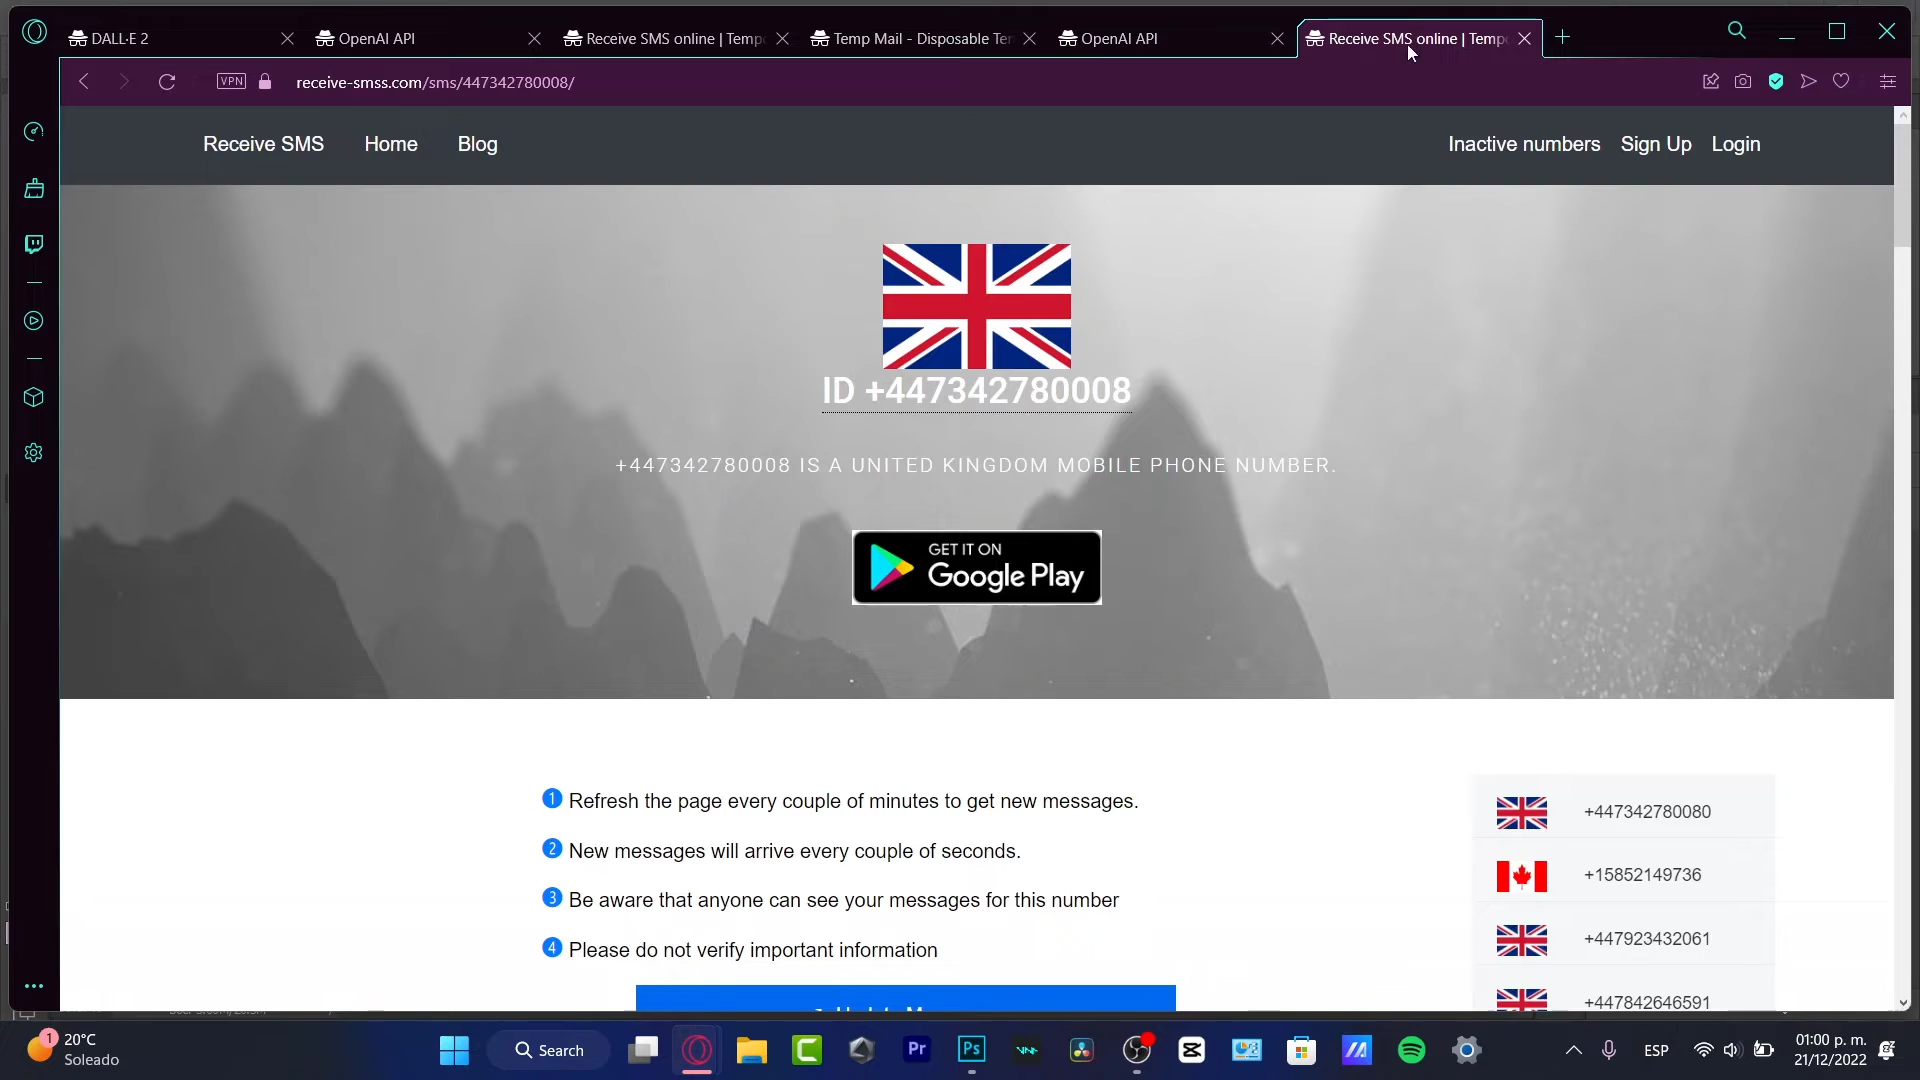 DALL·E 2
OpenAI API
Receive SMS online | Temp
Temp Mail - Disposable Te
OpenAI API
Receive SMS online | Temp
VPN
receive-smss.com/sms/447342780008/
Receive SMS
Home
Blog
Inactive numbers
Sign Up
Login
ID +447342780008
+447342780008 IS A UNITED KINGDOM MOBILE PHONE NUMBER.
GET IT ON
Google Play
1 Refresh the page every couple of minutes to get new messages.
2 New messages will arrive every couple of seconds.
3 Be aware that anyone can see your messages for this number
4 Please do not verify important information
+447342780080
+15852149736
+447923432061
+447842646591
1
20°C
Soleado
Search
Pr
Ps
ESP
01:00 p. m.
21/12/2022